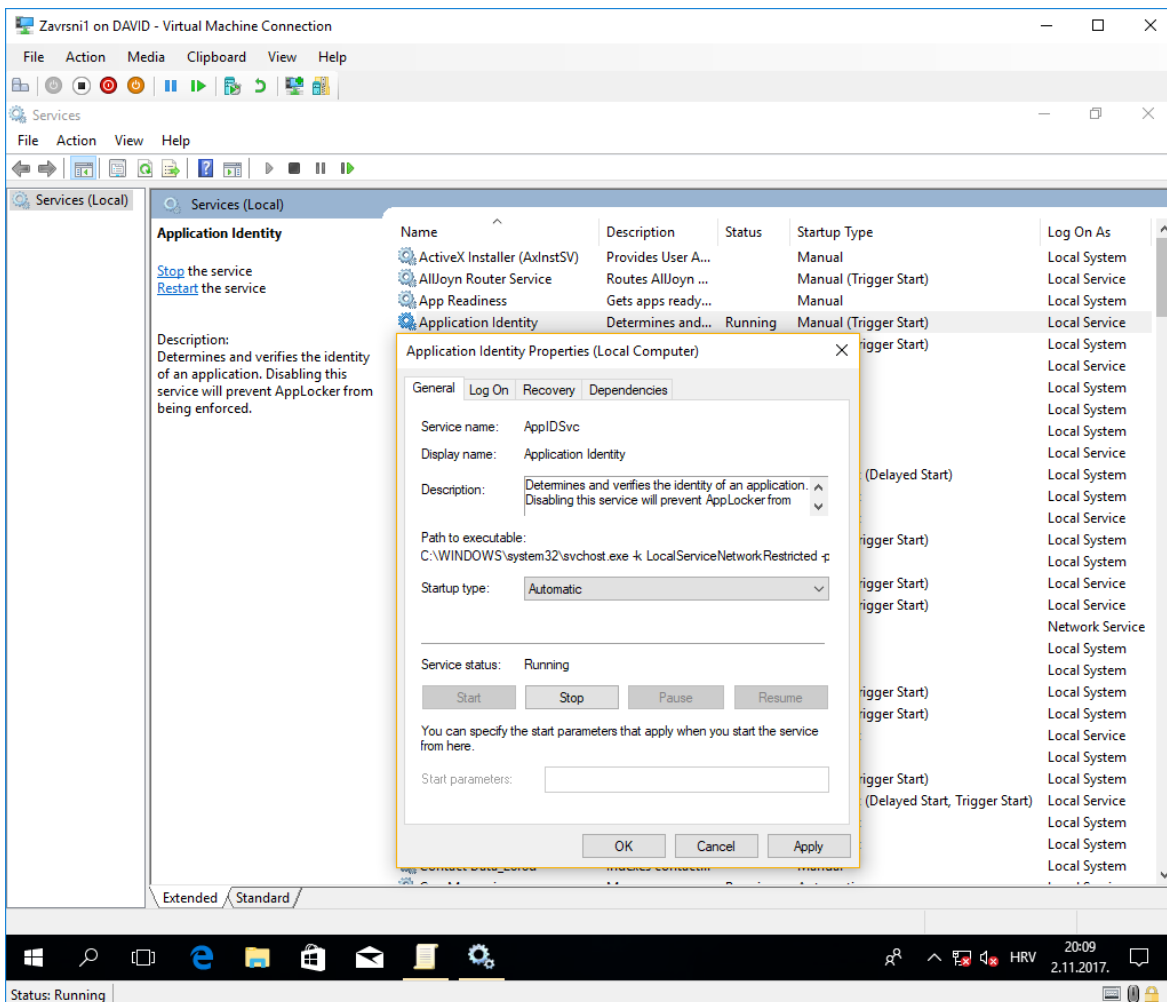 Zavrsni1 on DAVID - Virtual Machine Connection
File Action Media Clipboard View Help
Services
File Action View Help
Services (Local)
Services (Local)
Application Identity
Stop the service
Restart the service
Description:
Determines and verifies the identity
of an application. Disabling this
service will prevent AppLocker from
being enforced.
Name Description Status Startup Type Log On As
ActiveX Installer (AxInstSV) Provides User A... Manual Local System
AllJoyn Router Service Routes AllJoyn ... Manual (Trigger Start) Local Service
App Readiness Gets apps ready... Manual Local System
Application Identity Determines and... Running Manual (Trigger Start) Local Service
rigger Start) Local System
Local Service
Local System
Local System
Local System
Local Service
(Delayed Start) Local System
Local System
Local Service
rigger Start) Local System
Local System
rigger Start) Local Service
rigger Start) Local Service
Network Service
Local System
Local System
rigger Start) Local System
rigger Start) Local System
Local Service
Local System
rigger Start) Local System
(Delayed Start, Trigger Start) Local Service
Local System
Local System
Local System
Application Identity Properties (Local Computer)
General Log On Recovery Dependencies
Service name: AppIDSvc
Display name: Application Identity
Description: Determines and verifies the identity of an application.
Disabling this service will prevent AppLocker from
Path to executable:
C:\WINDOWS\system32\svchost.exe -k LocalServiceNetworkRestricted -p
Startup type: Automatic
Service status: Running
Start Stop Pause Resume
You can specify the start parameters that apply when you start the service
from here.
Start parameters:
OK Cancel Apply
Extended Standard
HRV
20:09
2.11.2017.
Status: Running